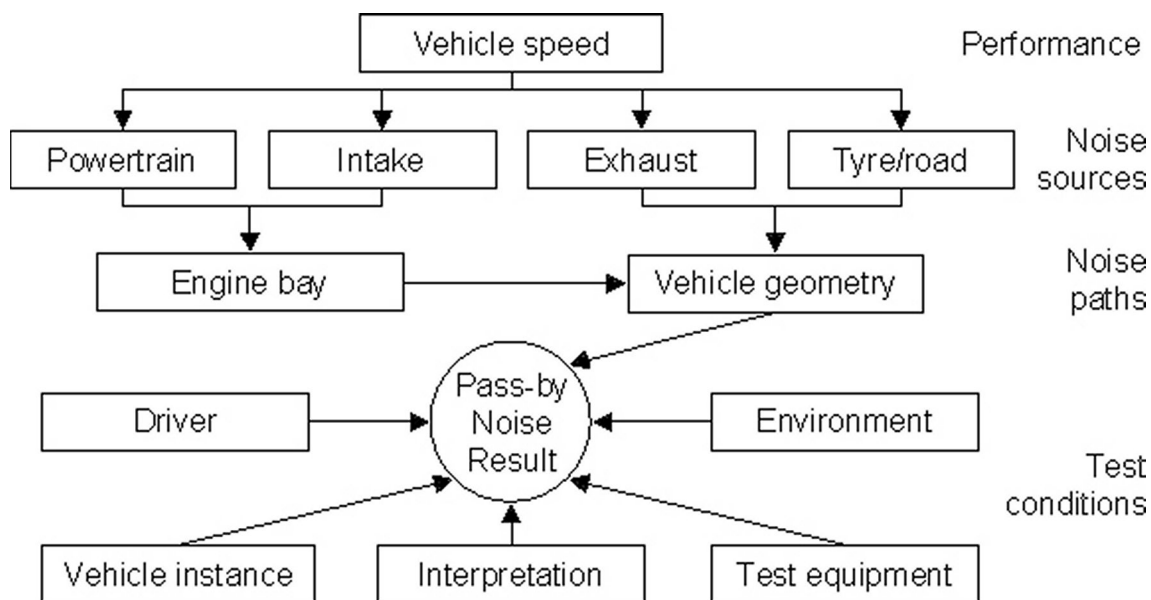 Vehicle speed
Performance
Powertrain
Intake
Exhaust
Tyre/road
Noise
sources
Engine bay
Vehicle geometry
Noise
paths
Pass-by
Noise
Result
Driver
Environment
Test
conditions
Vehicle instance
Interpretation
Test equipment